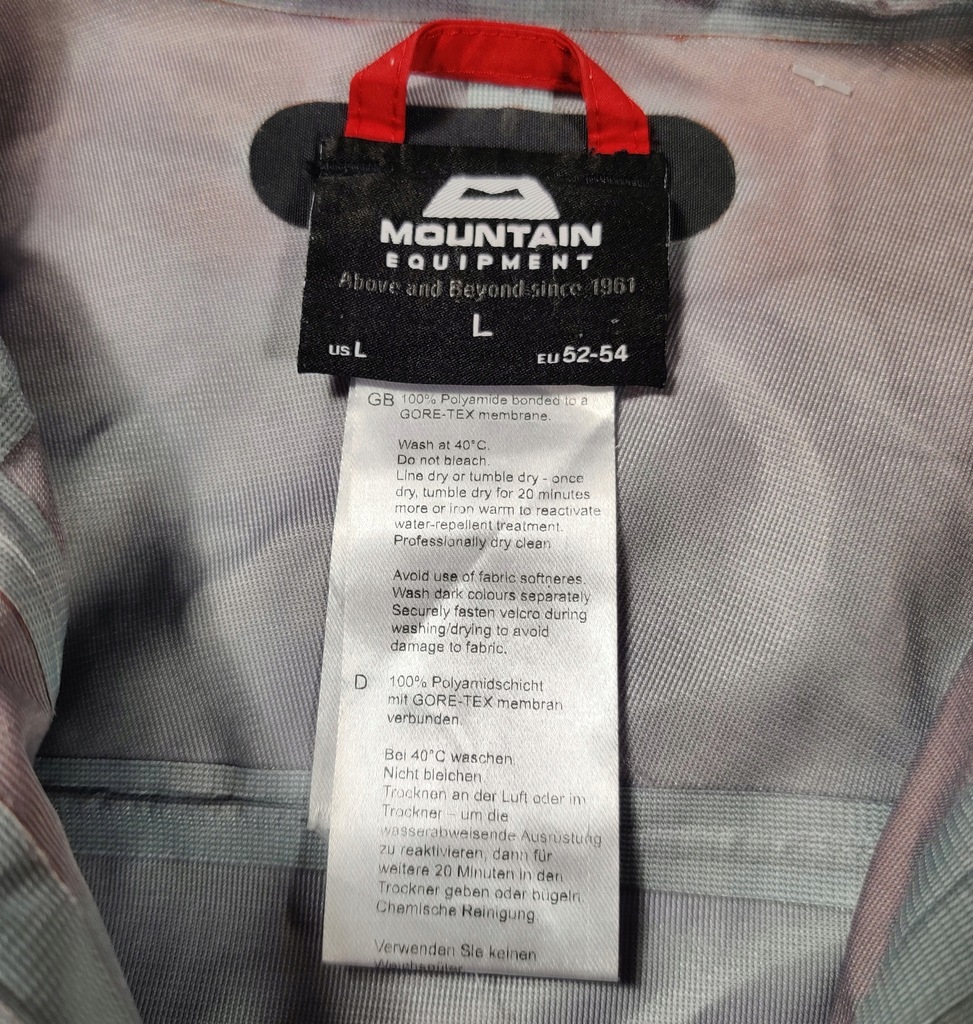 MOUNTAIN
EQUIPMENT
Above and Beyond since 1961
L
US L
EU 52-54
GB 100% Polyamide bonded to a
GORE-TEX membrane.
Wash at 40°C.
Do not bleach.
Line dry or tumble dry - once
dry, tumble dry for 20 minutes
more or iron warm to reactivate
water-repellent treatment.
Professionally dry clean
Avoid use of fabric softneres.
Wash dark colours separately
Securely fasten velcro during
washing/drying to avoid
damage to fabric.
D 100% Polyamidschicht
mit GORE-TEX membran
verbunden.
Bei 40°C waschen.
Nicht bleichen
Trocknen an der Luft oder im
Trockner – um die
wasserabweisende Ausrüstung
zu reaktivieren, dann für
weitere 20 Minuten in den
Trockner geben oder bügeln.
Chemische Reinigung
Verwenden Sie keinen